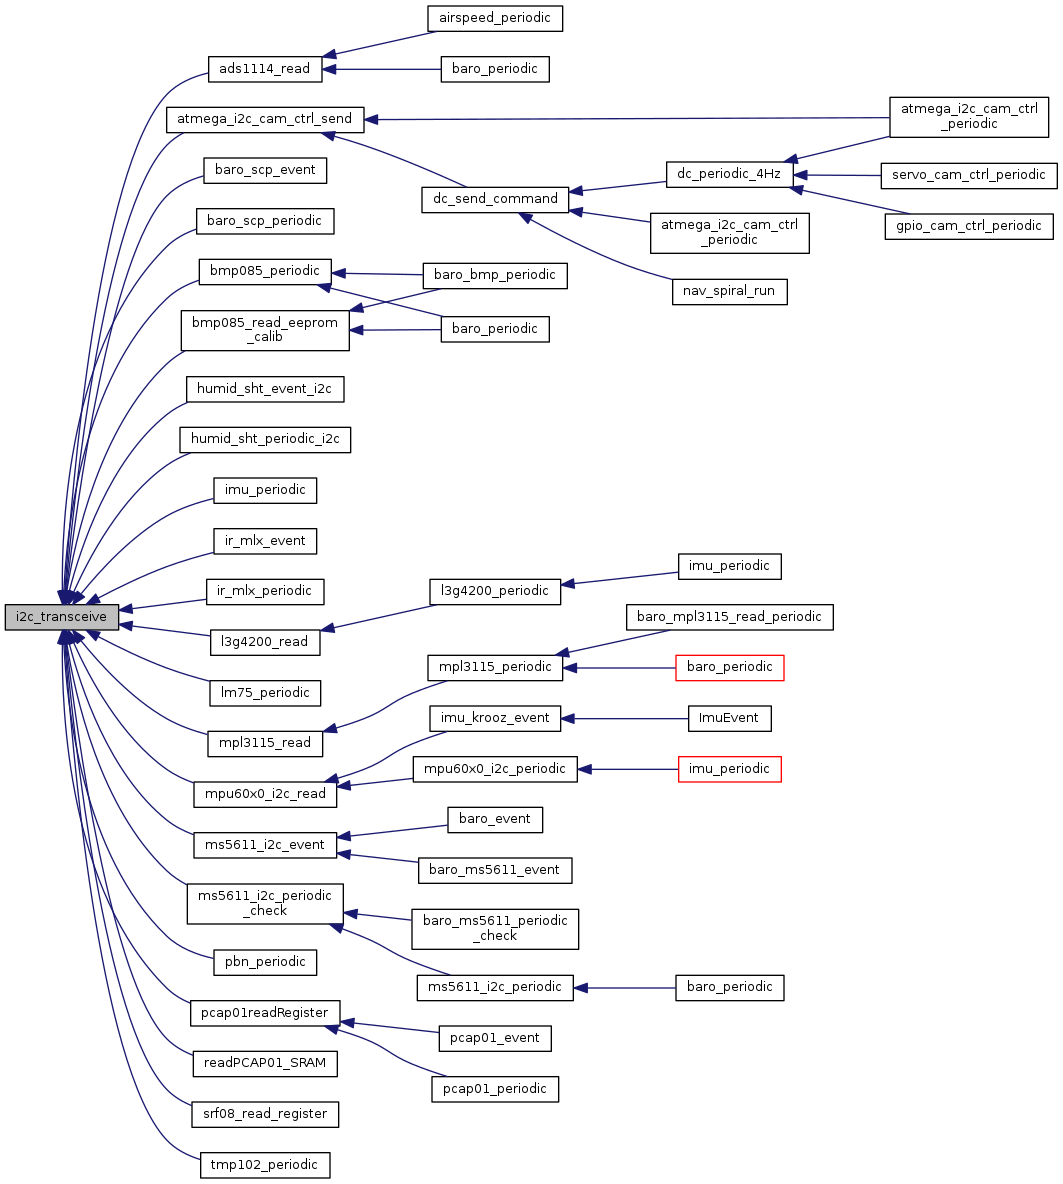 airspeed_periodic
ads1114_read
baro_periodic
atmega_i2c_cam_ctrl_send
atmega_i2c_cam_ctrl
_periodic
baro_scp_event
dc_periodic_4Hz
servo_cam_ctrl_periodic
dc_send_command
baro_scp_periodic
atmega_i2c_cam_ctrl
_periodic
gpio_cam_ctrl_periodic
bmp085_periodic
baro_bmp_periodic
nav_spiral_run
bmp085_read_eeprom
_calib
baro_periodic
humid_sht_event_i2c
humid_sht_periodic_i2c
imu_periodic
ir_mlx_event
imu_periodic
ir_mlx_periodic
l3g4200_periodic
i2c_transceive
baro_mpl3115_read_periodic
l3g4200_read
mpl3115_periodic
baro_periodic
lm75_periodic
imu_krooz_event
ImuEvent
mpl3115_read
mpu60x0_i2c_periodic
imu_periodic
mpu60x0_i2c_read
baro_event
ms5611_i2c_event
baro_ms5611_event
ms5611_i2c_periodic
_check
baro_ms5611_periodic
_check
pbn_periodic
ms5611_i2c_periodic
baro_periodic
pcap01readRegister
pcap01_event
readPCAP01_SRAM
pcap01_periodic
srf08_read_register
tmp102_periodic